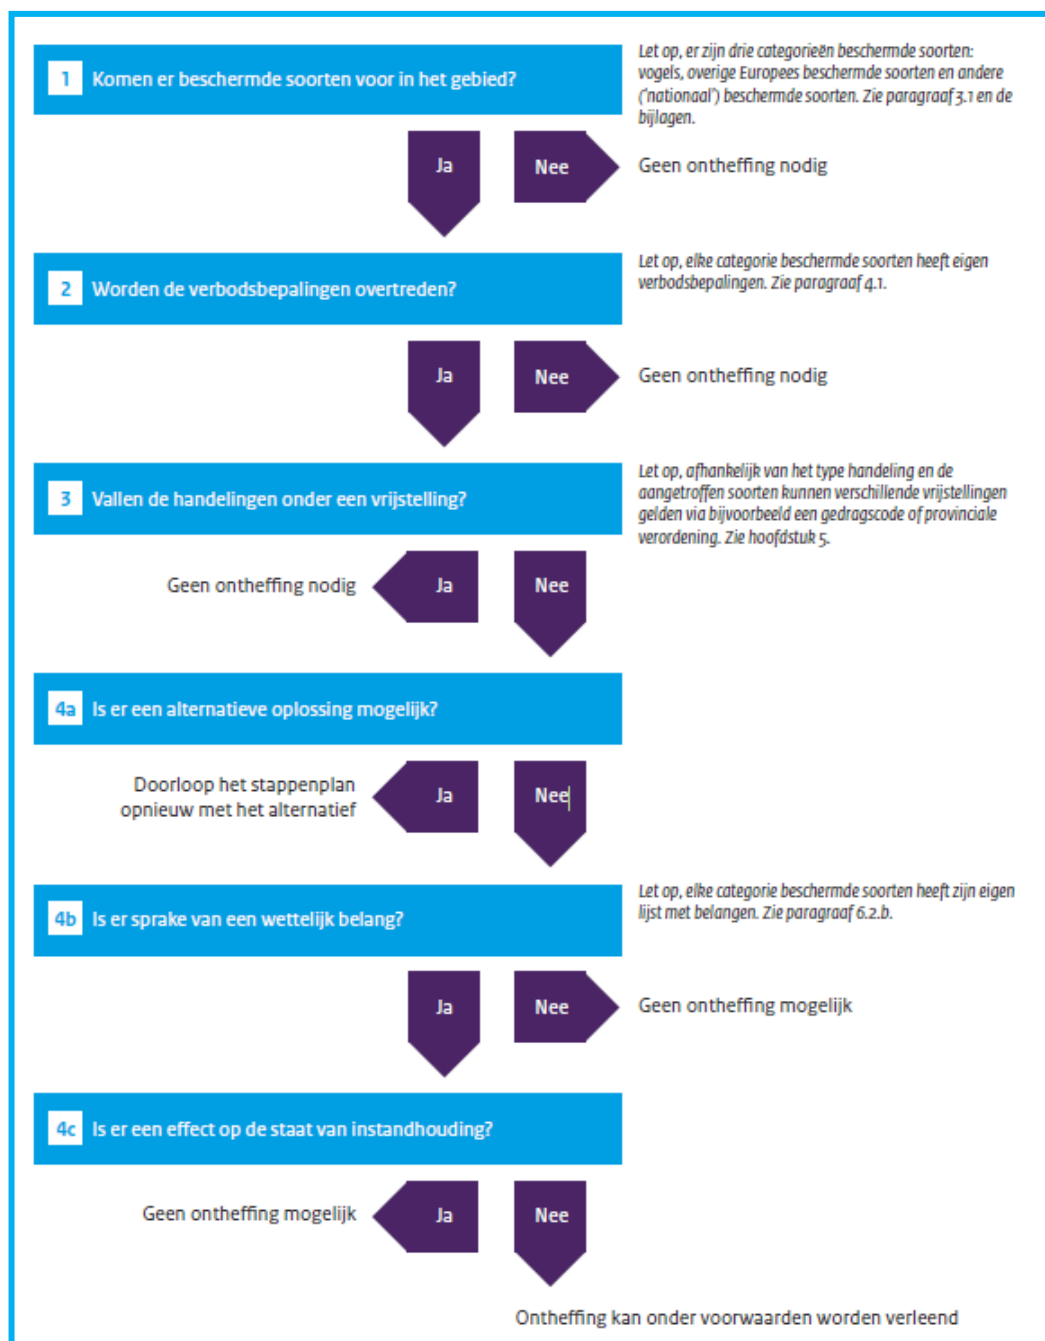 1 Komen er beschermde soorten voor in het gebied?
Let op, er zijn drie categorieën beschermde soorten:
vogels, overige Europees beschermde soorten en andere
('nationaal') beschermde soorten. Zie paragraaf 3.1 en de
bijlagen.
Ja
Nee
Geen ontheffing nodig
2 Worden de verbodsbepalingen overtreden?
Let op, elke categorie beschermde soorten heeft eigen
verbodsbepalingen. Zie paragraaf 4.1.
Ja
Nee
Geen ontheffing nodig
3 Vallen de handelingen onder een vrijstelling?
Let op, afhankelijk van het type handeling en de
aangetroffen soorten kunnen verschillende vrijstellingen
gelden via bijvoorbeeld een gedragscode of provinciale
verordening. Zie hoofdstuk 5.
Geen ontheffing nodig
Ja
Nee
4a Is er een alternatieve oplossing mogelijk?
Doorloop het stappenplan
opnieuw met het alternatief
Ja
Nee
4b Is er sprake van een wettelijk belang?
Let op, elke categorie beschermde soorten heeft zijn eigen
lijst met belangen. Zie paragraaf 6.2.b.
Ja
Nee
Geen ontheffing mogelijk
4c Is er een effect op de staat van instandhouding?
Geen ontheffing mogelijk
Ja
Nee
Ontheffing kan onder voorwaarden worden verleend